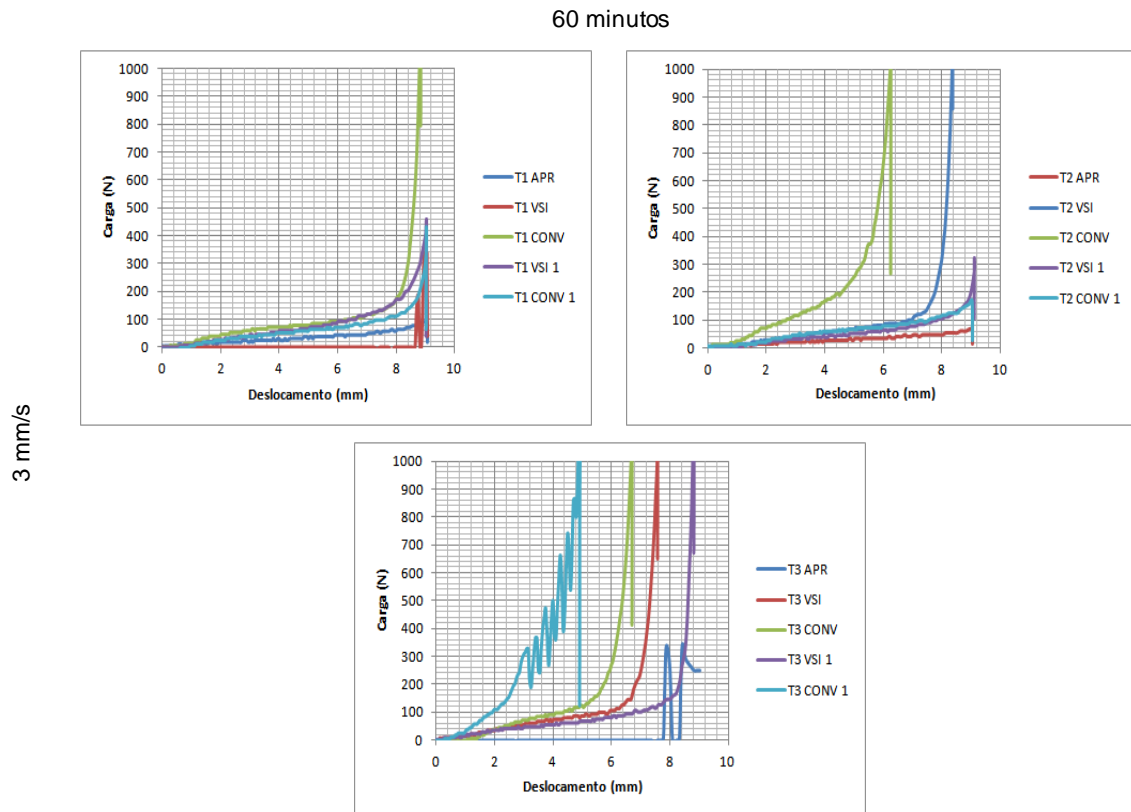 60 minutos
3 mm/s
1000
900
800
700
600
500
400
300
200
100
0
Carga (N)
0 2 4 6 8 10
Deslocamento (mm)
T1 APR
T1 VSI
T1 CONV
T1 VSI 1
T1 CONV 1
1000
900
800
700
600
500
400
300
200
100
0
Carga (N)
0 2 4 6 8 10
Deslocamento (mm)
T2 APR
T2 VSI
T2 CONV
T2 VSI 1
T2 CONV 1
1000
900
800
700
600
500
400
300
200
100
0
Carga (N)
0 2 4 6 8 10
Deslocamento (mm)
T3 APR
T3 VSI
T3 CONV
T3 VSI 1
T3 CONV 1